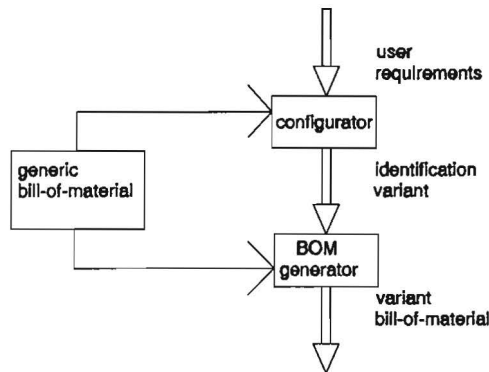 user
requirements
configurator
generic
bill-of-material
identification
variant
BOM
generator
variant
bill-of-material